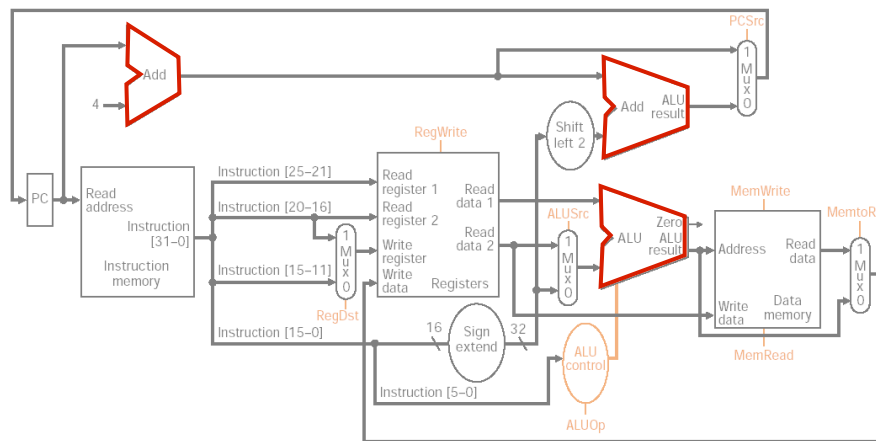 PCSrc
1
M
u
x
0
Add
4
Add
ALU
result
Shift
left 2
RegWrite
PC
Read
address
Instruction
[31-0]
Instruction
memory
Instruction [25-21]
Instruction [20-16]
Instruction [15-11]
Instruction [15-0]
1
M
u
x
0
RegDst
Read
register 1
Read
register 2
Write
register
Write
data
Read
data 1
Read
data 2
Registers
ALUSrc
1
M
u
x
0
Zero
ALU
ALU
result
MemWrite
Address
Read
data
Write
data
Data
memory
MemRead
MemtoR
1
M
u
x
0
16
Sign
extend
32
ALU
control
Instruction [5-0]
ALUOp